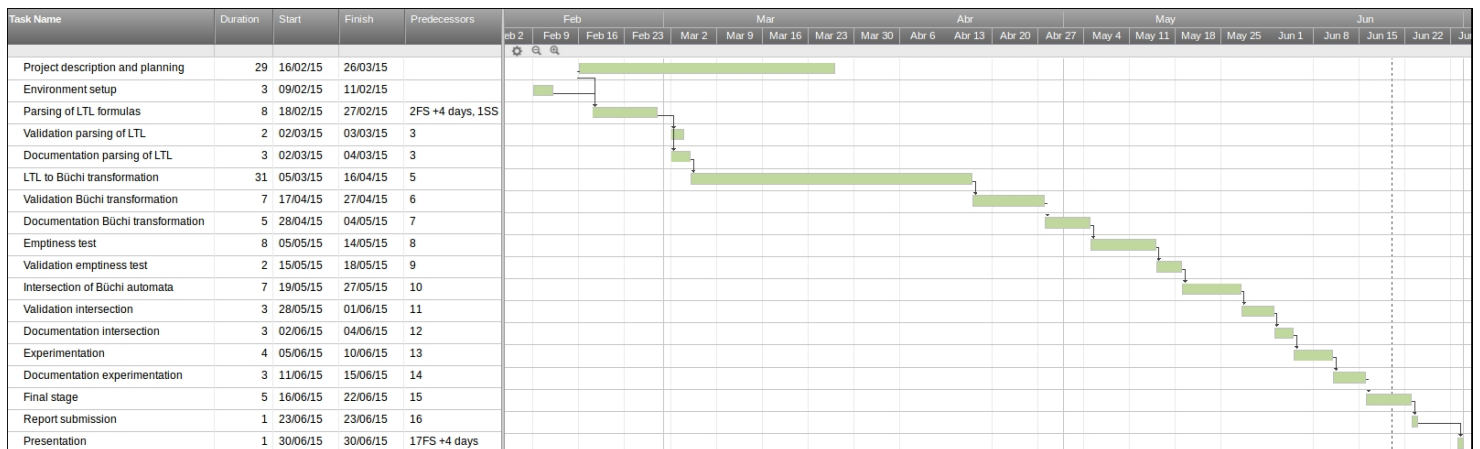 Task Name Duration Start Finish Predecessors Feb Mar Abr May Jun
eb 2 Feb 9 Feb 16 Feb 23 Mar 2 Mar 9 Mar 16 Mar 23 Mar 30 Abr 6 Abr 13 Abr 20 Abr 27 May 4 May 11 May 18 May 25 Jun 1 Jun 8 Jun 15 Jun 22 Ju
Project description and planning 29 16/02/15 26/03/15
Environment setup 3 09/02/15 11/02/15
Parsing of LTL formulas 8 18/02/15 27/02/15 2FS +4 days, 1SS
Validation parsing of LTL 2 02/03/15 03/03/15 3
Documentation parsing of LTL 3 02/03/15 04/03/15 3
LTL to Büchi transformation 31 05/03/15 16/04/15 5
Validation Büchi transformation 7 17/04/15 27/04/15 6
Documentation Büchi transformation 5 28/04/15 04/05/15 7
Emptiness test 8 05/05/15 14/05/15 8
Validation emptiness test 2 15/05/15 18/05/15 9
Intersection of Büchi automata 7 19/05/15 27/05/15 10
Validation intersection 3 28/05/15 01/06/15 11
Documentation intersection 3 02/06/15 04/06/15 12
Experimentation 4 05/06/15 10/06/15 13
Documentation experimentation 3 11/06/15 15/06/15 14
Final stage 5 16/06/15 22/06/15 15
Report submission 1 23/06/15 23/06/15 16
Presentation 1 30/06/15 30/06/15 17FS +4 days